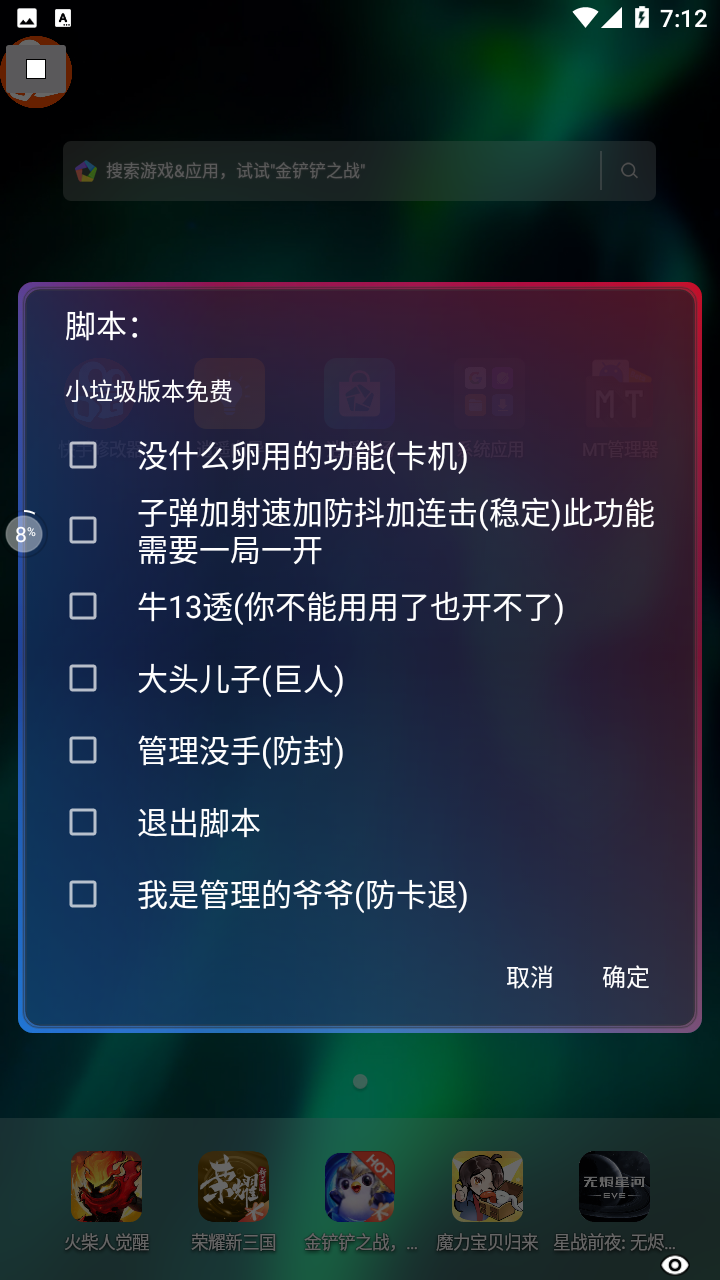 7:12
搜索游戏&应用，试试"金铲铲之战"
脚本：
小垃圾版本免费
系统应用
MT管理器
没什么卵用的功能(卡机)
8%
子弹加射速加防抖加连击(稳定)此功能
需要一局一开
牛13透(你不能用用了也开不了)
大头儿子(巨人)
管理没手(防封)
退出脚本
我是管理的爷爷(防卡退)
取消
确定
火柴人觉醒
荣耀新三国
金铲铲之战，...
魔力宝贝归来
星战前夜: 无烬...